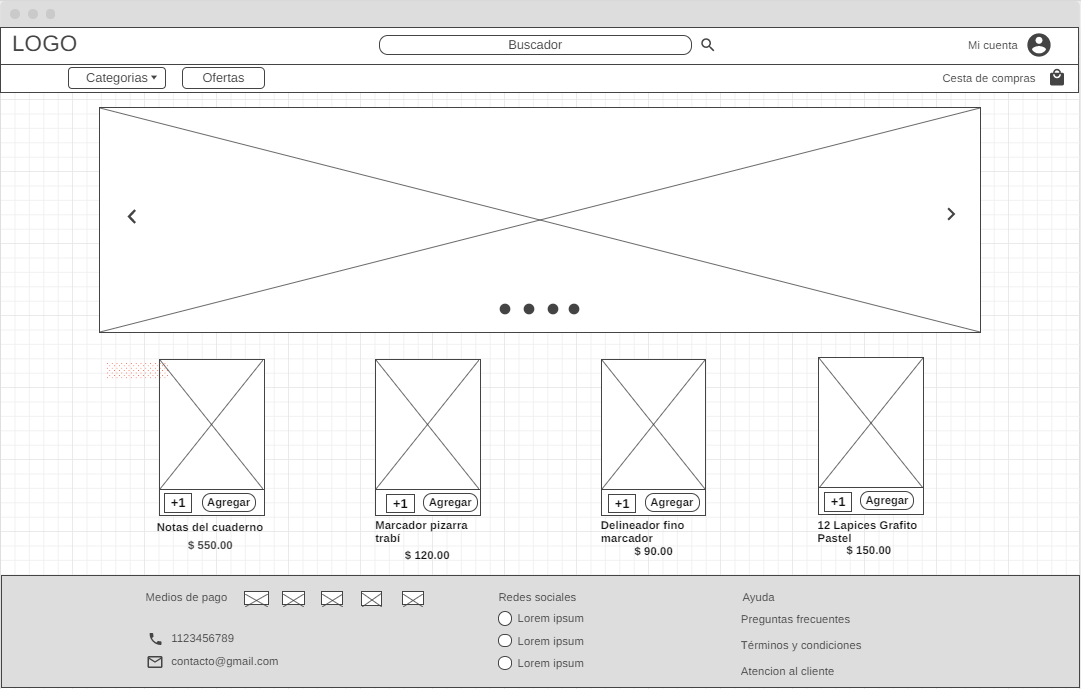 LOGO
Buscador
Mi cuenta
Categorias
Ofertas
Cesta de compras
+1 Agregar
+1 Agregar
+1 Agregar
+1 Agregar
Notas del cuaderno
$ 550.00
Marcador pizarra
trabí
$ 120.00
Delineador fino
marcador
$ 90.00
12 Lapices Grafito
Pastel
$ 150.00
Medios de pago
1123456789
contacto@gmail.com
Redes sociales
Lorem ipsum
Lorem ipsum
Lorem ipsum
Ayuda
Preguntas frecuentes
Términos y condiciones
Atencion al cliente